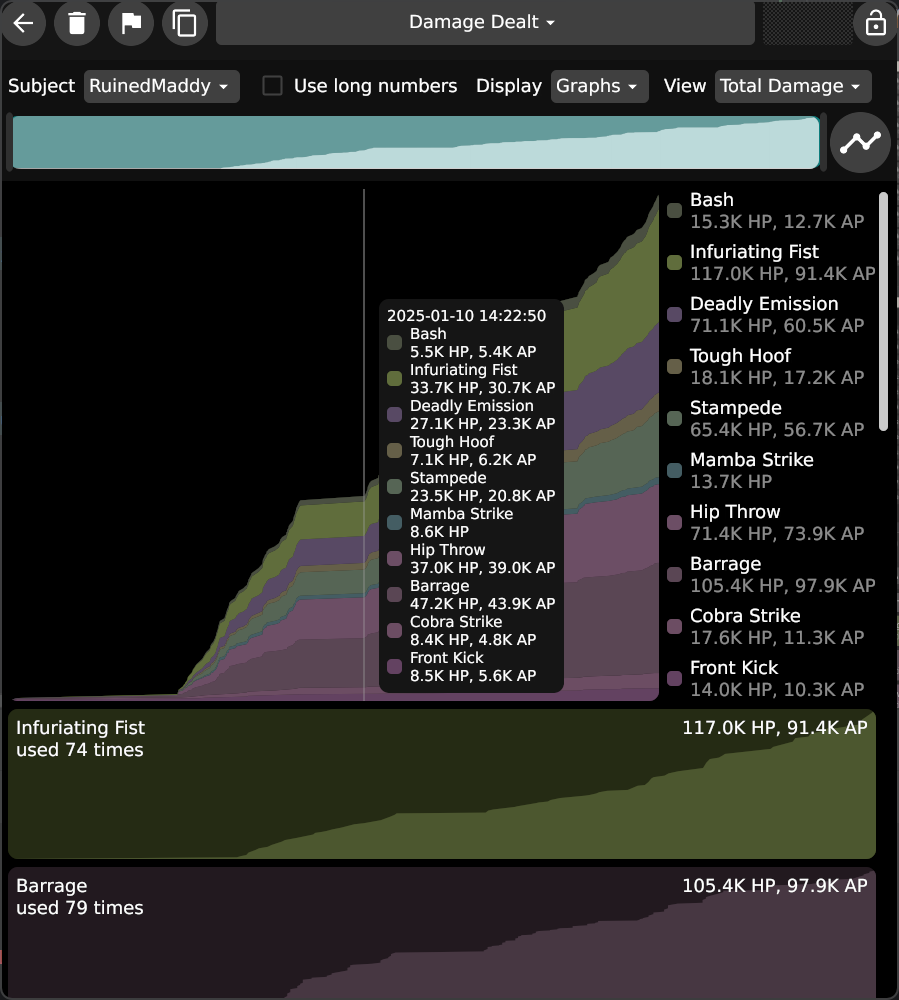 Damage Dealt
Subject RuinedMaddy Use long numbers Display Graphs View Total Damage
Bash
15.3K HP, 12.7K AP
Infuriating Fist
117.0K HP, 91.4K AP
Deadly Emission
71.1K HP, 60.5K AP
Tough Hoof
18.1K HP, 17.2K AP
Stampede
65.4K HP, 56.7K AP
Mamba Strike
13.7K HP
Hip Throw
71.4K HP, 73.9K AP
Barrage
105.4K HP, 97.9K AP
Cobra Strike
17.6K HP, 11.3K AP
Front Kick
14.0K HP, 10.3K AP
2025-01-10 14:22:50
Bash
5.5K HP, 5.4K AP
Infuriating Fist
33.7K HP, 30.7K AP
Deadly Emission
27.1K HP, 23.3K AP
Tough Hoof
7.1K HP, 6.2K AP
Stampede
23.5K HP, 20.8K AP
Mamba Strike
8.6K HP
Hip Throw
37.0K HP, 39.0K AP
Barrage
47.2K HP, 43.9K AP
Cobra Strike
8.4K HP, 4.8K AP
Front Kick
8.5K HP, 5.6K AP
Infuriating Fist 117.0K HP, 91.4K AP
used 74 times
Barrage 105.4K HP, 97.9K AP
used 79 times